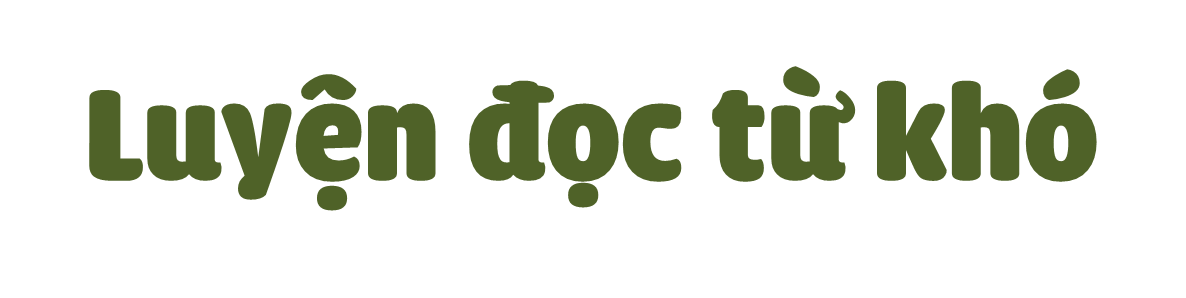 Luyện đọc từ khó